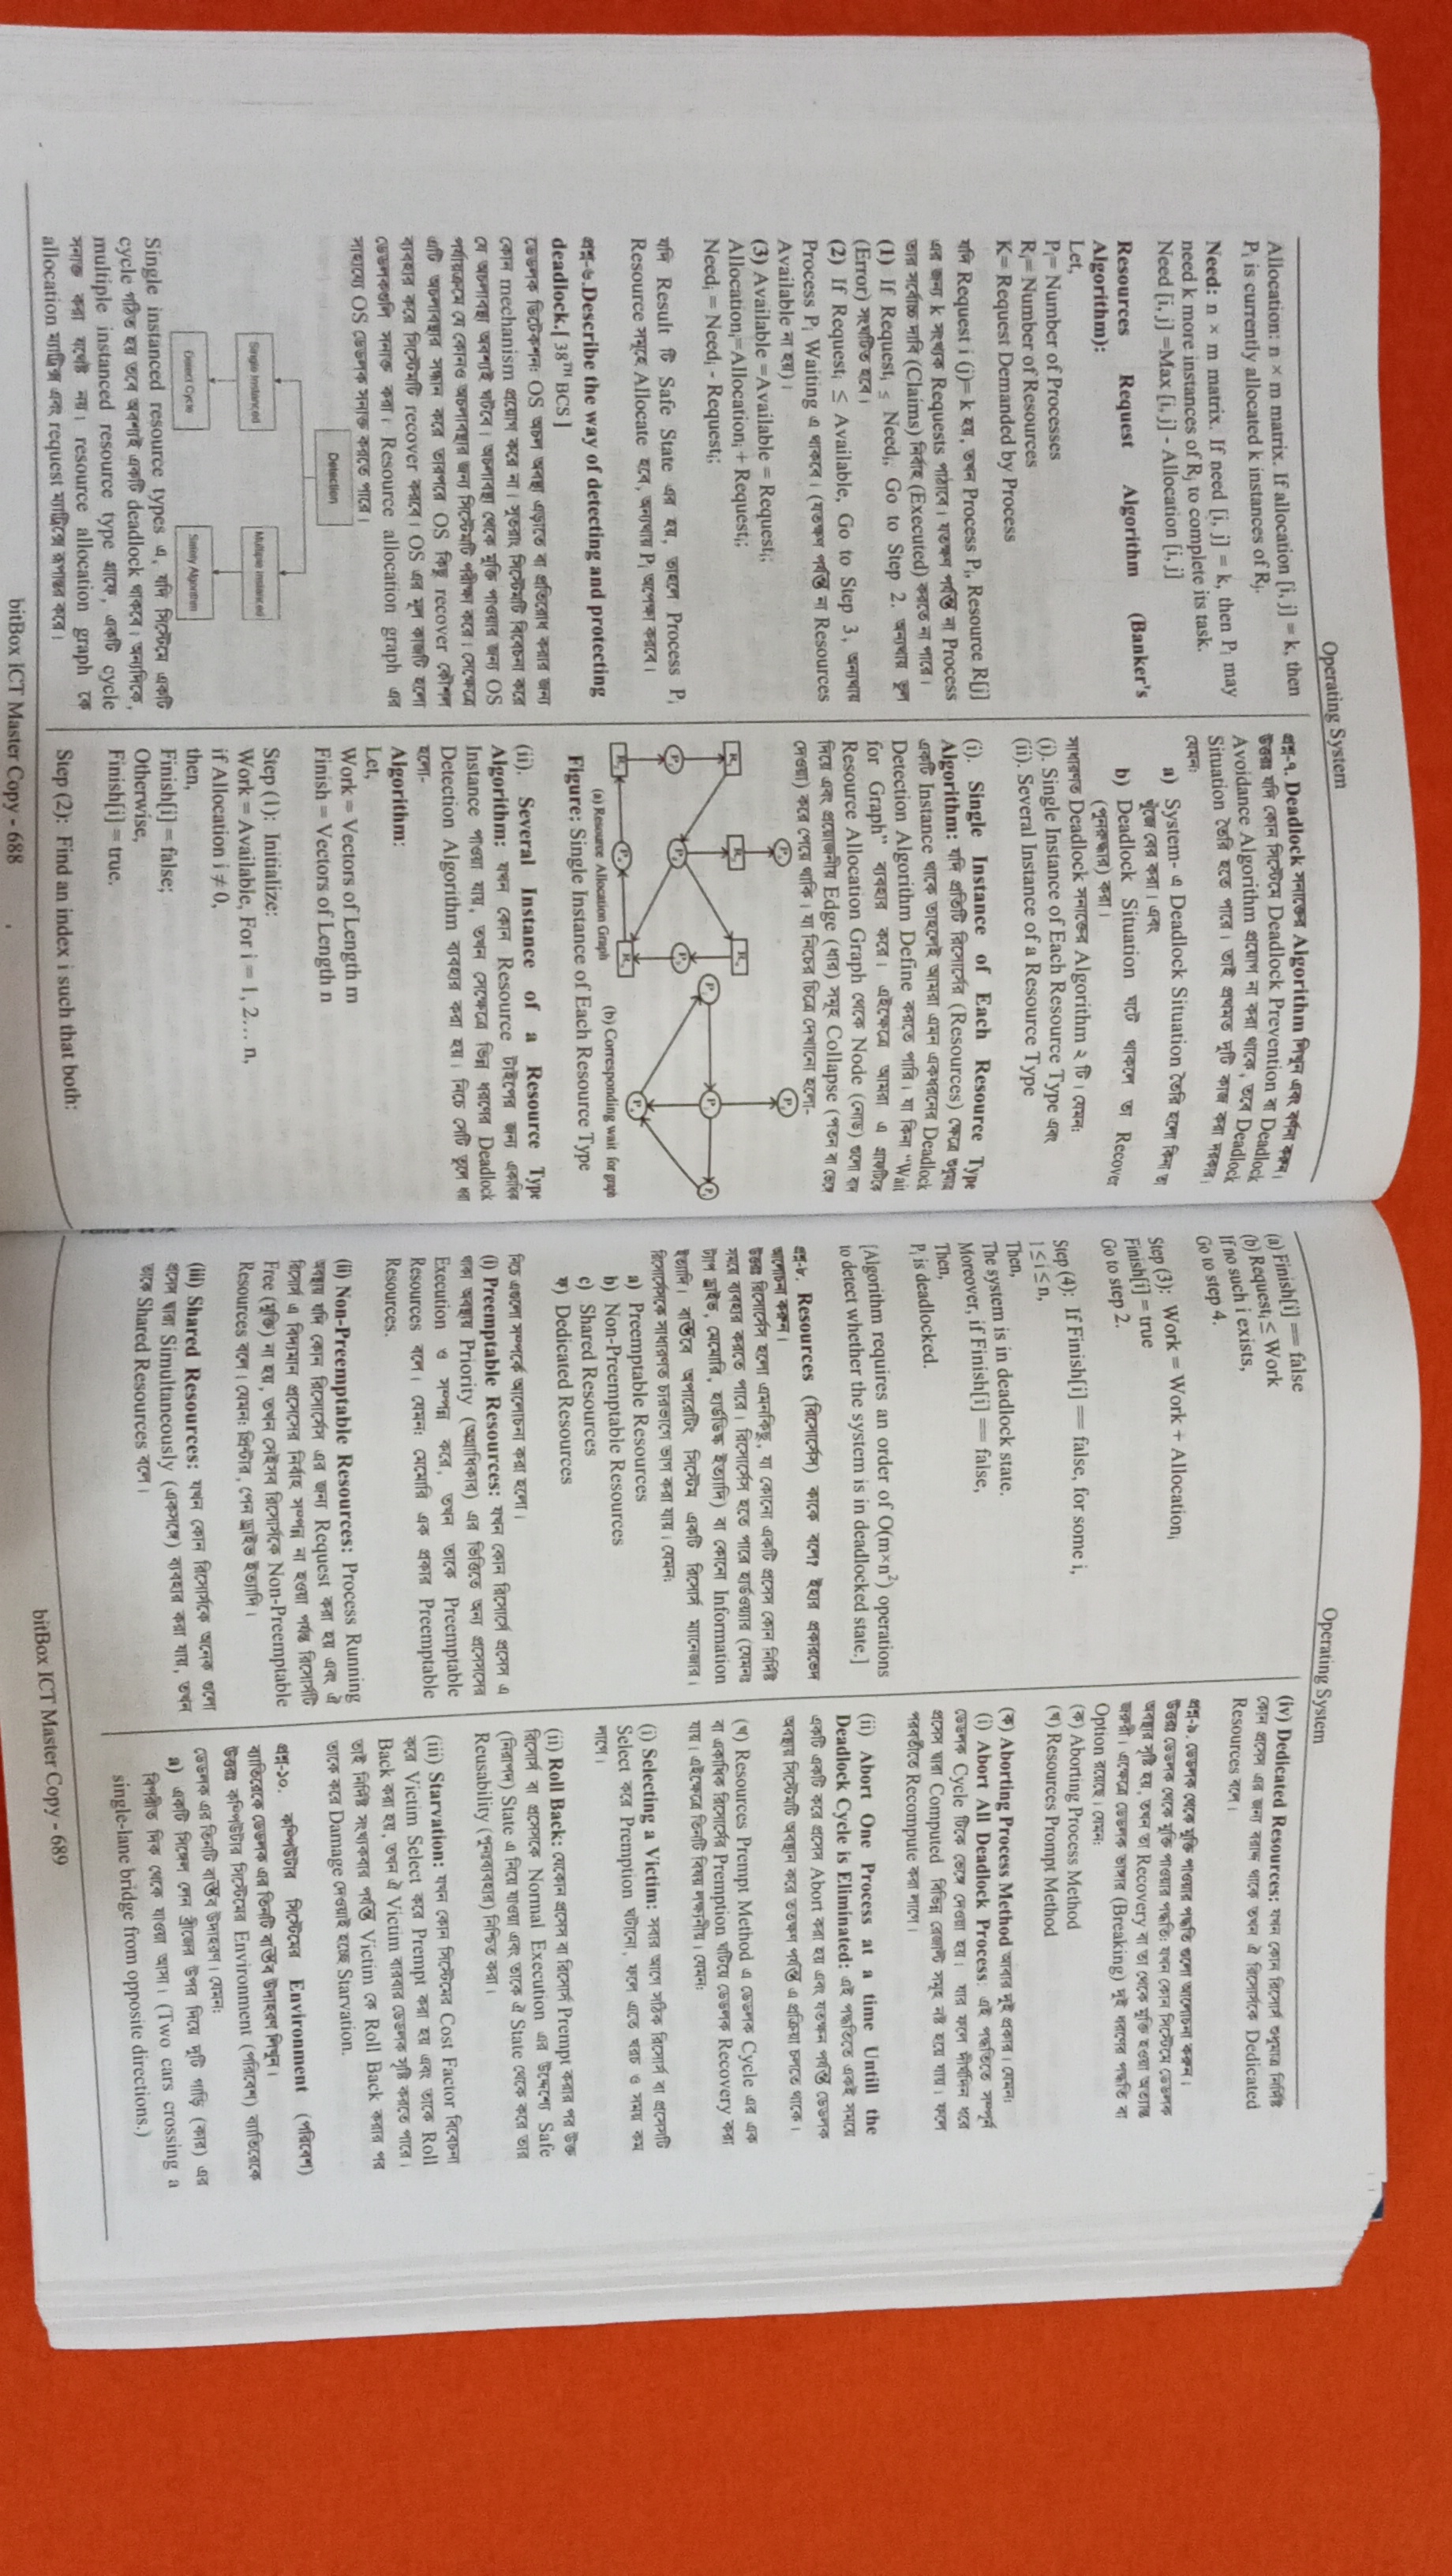 Operating System
Allocation: n × m matrix. If allocation [i, j] = k, then
Pi is currently allocated k instances of Rj.
Need: n × m matrix. If need [i, j] = k, then Pi may
need k more instances of Rj to complete its task.
Need [i, j] =Max [i, j] - Allocation [i, j]
Resources Request Algorithm (Banker's
Algorithm):
Let,
Pi= Number of Processes
Ri= Number of Resources
K= Request Demanded by Process
যদি Request i (j)= k হয়, তখন Process Pi, Resource R[j]
এর জন্য k সংখ্যক Requests পাঠাবে। যতক্ষণ পর্যন্ত না Process
তার সর্বোচ্চ দাবি (Claims) নির্বাহ (Executed) করতে না পারে।
(1) If Requesti ≤ Needi, Go to Step 2. অন্যথায় ভুল
(Error) সংঘটিত হবে।
(2) If Requesti ≤ Available, Go to Step 3, অন্যথায়
Process Pi Waiting এ থাকবে। (যতক্ষণ পর্যন্ত না Resources
Available না হয়)।
(3) Available =Available = Requesti;
Allocationi=Allocationi + Requesti;
Needi = Needi - Requesti;
যদি Result টি Safe State এর হয়, তাহলে Process Pi
Resource সমূহে Allocate হবে, অন্যথায় Pi অপেক্ষা করবে।
প্রশ্ন-৬.Describe the way of detecting and protecting
deadlock.[ 38TH BCS ]
ডেডলক ডিটেকশন: OS অচল অবস্থা এড়াতে বা প্রতিরোধ করার জন্য
কোন mechanism প্রয়োগ করে না। সুতরাং সিস্টেমটি বিবেচনা করে
যে অচলাবস্থা অবশ্যই ঘটবে। অচলাবস্থা থেকে মুক্তি পাওয়ার জন্য OS
পর্যায়ক্রমে যে কোনও অচলাবস্থার জন্য সিস্টেমটি পরীক্ষা করে। সেক্ষেত্রে
এটি অচলাবস্থার সন্ধান করে তারপরে OS কিছু recover কৌশল
ব্যবহার করে সিস্টেমটি recover করবে। OS এর মূল কাজটি হলো
ডেডলকগুলি সনাক্ত করা। Resource allocation graph এর
সাহায্যে OS ডেডলক সনাক্ত করতে পারে।
Detection
Single Instanced
Multiple Instanced
Detect Cycle
Safety Algorithm
Single instanced resource types এ, যদি সিস্টেমে একটি
cycle গঠিত হয় তবে অবশ্যই একটি deadlock থাকবে। অন্যদিকে,
multiple instanced resource type গ্রাফে, একটি cycle
সনাক্ত করা যথেষ্ট নয়। resource allocation graph কে
allocation ম্যাট্রিক্স এবং request ম্যাট্রিক্সে রূপান্তর করে।
প্রশ্ন-৭. Deadlock সনাক্তের Algorithm লিখুন এবং বর্ণনা করুন।
উত্তরঃ যদি কোন সিস্টেমে Deadlock Prevention বা Deadlock
Avoidance Algorithm প্রয়োগ না করা থাকে, তবে Deadlock
Situation তৈরি হতে পারে। তাই প্রথমত দুটি কাজ করা দরকার।
যেমন:
a) System- এ Deadlock Situation তৈরি হলো কিনা তা
খুঁজে বের করা। এবং
b) Deadlock Situation ঘটে থাকলে তা Recover
(পুনরুদ্ধার) করা।
সাধারণত Deadlock সনাক্তের Algorithm ২ টি। যেমন:
(i). Single Instance of Each Resource Type এবং
(ii). Several Instance of a Resource Type
(i). Single Instance of Each Resource Type
Algorithm: যদি প্রতিটি রিসোর্সের (Resources) ক্ষেত্রে শুধুমাত্র
একটি Instance থাকে তাহলেই আমরা এমন একধরনের Deadlock
Detection Algorithm Define করতে পারি। যা কিনা “Wait
for Graph” ব্যবহার করে। এইক্ষেত্রে আমরা এ গ্রাফটিকে
Resource Allocation Graph থেকে Node (নোড) গুলো বাদ
দিয়ে এবং প্রয়োজনীয় Edge (ধার) সমূহ Collapse (পতন বা ভেঙ্গে
দেওয়া) করে পেয়ে থাকি। যা নিচের চিত্রে দেখানো হলো-
(a) Resource Allocation Graph
(b) Corresponding wait for graph
Figure: Single Instance of Each Resource Type
(ii). Several Instance of a Resource Type
Algorithm: যখন কোন Resource টাইপের জন্য একাধিক
Instance পাওয়া যায়, তখন সেক্ষেত্রে ভিন্ন ধরণের Deadlock
Detection Algorithm ব্যবহার করা হয়। নিচে সেটি তুলে ধরা
হলো-
Algorithm:
Let,
Work = Vectors of Length m
Finish = Vectors of Length n
Step (1): Initialize:
Work = Available, For i = 1, 2… n,
if Allocation i ≠ 0,
then,
Finish[i] = false;
Otherwise,
Finish[i] = true.
Step (2): Find an index i such that both:
bitBox ICT Master Copy - 688
Operating System
(a) Finish[i] == false
(b) Requesti ≤ Work
If no such i exists,
Go to step 4.
Step (3): Work = Work + Allocationi
Finish[i] = true
Go to step 2.
Step (4): If Finish[i] == false, for some i,
1≤i≤n,
Then,
The system is in deadlock state.
Moreover, if Finish[i] == false,
Then,
Pi is deadlocked.
[Algorithm requires an order of O(m×n²) operations
to detect whether the system is in deadlocked state.]
প্রশ্ন-৮. Resources (রিসোর্সেস) কাকে বলে? ইহার প্রকারভেদ
আলোচনা করুন।
উত্তরঃ রিসোর্সেস হলো এমনকিছু, যা কোনো একটি প্রসেস কোন নির্দিষ্ট
সময়ে ব্যবহার করতে পারে। রিসোর্সেস হতে পারে হার্ডওয়্যার (যেমনঃ
ট্যাপ ড্রাইভ, মেমোরি, হার্ডডিস্ক ইত্যাদি) বা কোনো Information
ইত্যাদি। বাস্তবে অপারেটিং সিস্টেম একটি রিসোর্স ম্যানেজার।
রিসোর্সেসকে সাধারণত চারভাগে ভাগ করা যায়। যেমন:
a) Preemptable Resources
b) Non-Preemptable Resources
c) Shared Resources
ফ) Dedicated Resources
নিচে এগুলো সম্পর্কে আলোচনা করা হলো।
(i) Preemptable Resources: যখন কোন রিসোর্সে প্রসেস এ
থাকা অবস্থায় Priority (অগ্রাধিকার) এর ভিত্তিতে অন্য প্রসেসের
Execution ও সম্পন্ন করে, তখন তাকে Preemptable
Resources বলে। যেমন: মেমোরি এক প্রকার Preemptable
Resources.
(ii) Non-Preemptable Resources: Process Running
অবস্থায় যদি কোন রিসোর্সেস এর জন্য Request করা হয় এবং ঐ
রিসোর্স এ বিদ্যমান প্রসেসের নির্বাহ সম্পন্ন না হওয়া পর্যন্ত রিসোর্সটি
Free (মুক্তি) না হয়, তখন সেইসব রিসোর্সকে Non-Preemptable
Resources বলে। যেমন: প্রিন্টার, পেন ড্রাইভ ইত্যাদি।
(iii) Shared Resources: যখন কোন রিসোর্সকে অনেক গুলো
প্রসেস দ্বারা Simultaneously (একসঙ্গে) ব্যবহার করা যায়, তখন
তাকে Shared Resources বলে।
(iv) Dedicated Resources: যখন কোন রিসোর্স শুধুমাত্র নির্দিষ্ট
কোন প্রসেস এর জন্য বরাদ্দ থাকে তখন ঐ রিসোর্সকে Dedicated
Resources বলে।
প্রশ্ন-৯. ডেডলক থেকে মুক্তি পাওয়ার পদ্ধতি গুলো আলোচনা করুন।
উত্তরঃ ডেডলক থেকে মুক্তি পাওয়ার পদ্ধতি: যখন কোন সিস্টেমে ডেডলক
অবস্থার সৃষ্টি হয়, তখন তা Recovery বা তা থেকে মুক্তি হওয়া অত্যান্ত
জরুরী। এক্ষেত্রে ডেডলক ভাঙ্গার (Breaking) দুই ধরণের পদ্ধতি বা
Option রয়েছে। যেমন:
(ক) Aborting Process Method
(খ) Resources Prompt Method
(ক) Aborting Process Method আবার দুই প্রকার। যেমন:
(i) Abort All Deadlock Process: এই পদ্ধতিতে সম্পূর্ন
ডেডলক Cycle টিকে ভেঙ্গে দেওয়া হয়। যার ফলে দীর্ঘদিন ধরে
প্রসেস দ্বারা Computed বিভিন্ন রেজাল্ট সমূহ নষ্ট হয়ে যায়। ফলে
পরবর্তীতে Recompute করা লাগে।
(ii) Abort One Process at a time Untill the
Deadlock Cycle is Eliminated: এই পদ্ধতিতে একই সময়ে
একটি একটি করে প্রসেস Abort করা হয় এবং যতক্ষন পর্যন্ত ডেডলক
অবস্থায় সিস্টেমটি অবস্থান করে ততক্ষণ পর্যন্ত এ প্রক্রিয়া চলতে থাকে।
(খ) Resources Prempt Method এ ডেডলক Cycle এর এক
বা একাধিক রিসোর্সের Premption ঘটিয়ে ডেডলক Recovery করা
যায়। এইক্ষেত্রে তিনটি বিষয় লক্ষ্যনীয়। যেমন:
(i) Selecting a Victim: সবার আগে সঠিক রিসোর্স বা প্রসেসটি
Select করে Premption ঘটানো, ফলে এতে খরচ ও সময় কম
লাগে।
(ii) Roll Back: যেকোন প্রসেস বা রিসোর্স Prempt করার পর উক্ত
রিসোর্স বা প্রসেসকে Normal Execution এর উদ্দেশ্যে Safe
(নিরাপদ) State এ নিয়ে যাওয়া এবং তাকে ঐ State থেকে করে তার
Reusability (পুনঃব্যবহার) নিশ্চিত করা।
(iii) Starvation: যখন কোন সিস্টেমের Cost Factor বিবেচনা
করে Victim Select করে Prempt করা হয় এবং তাকে Roll
Back করা হয়, তখন ঐ Victim বারবার ডেডলক সৃষ্টি করতে পারে।
তাই নির্দিষ্ট সংখ্যকবার পর্যন্ত Victim কে Roll Back করার পর
তাকে করে Damage দেওয়াই হচ্ছে Starvation.
প্রশ্ন-১০. কম্পিউটার সিস্টেমের Environment (পরিবেশ)
ব্যাতিরেকে ডেডলক এর তিনটি বাস্তব উদাহরণ লিখুন।
উত্তরঃ কম্পিউটার সিস্টেমের Environment (পরিবেশ) ব্যাতিরেকে
ডেডলক এর তিনটি বাস্তব উদাহরণ। যেমন:
a) একটি সিঙ্গেল লেন ব্রীজের উপর দিয়ে দুটি গাড়ি (কার) এর
বিপরীত দিক থেকে যাওয়া আসা। (Two cars crossing a
single-lane bridge from opposite directions.)
bitBox ICT Master Copy - 689